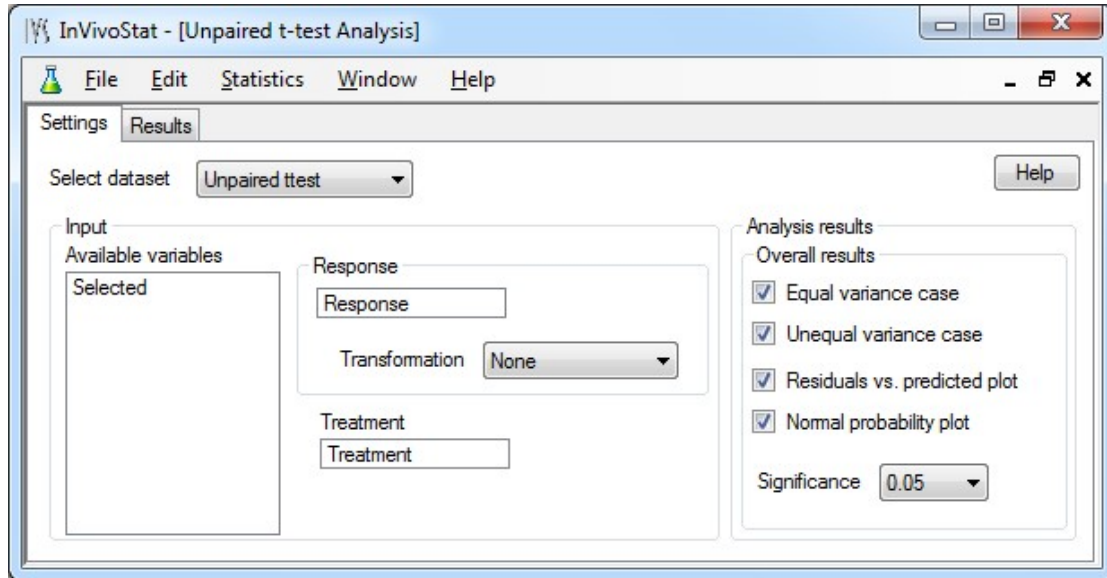 InVivoStat - [Unpaired t-test Analysis]
File Edit Statistics Window Help
Settings Results
Select dataset Unpaired ttest Help
Input
Available variables
Selected
Response
Response
Transformation None
Treatment
Treatment
Analysis results
Overall results
Equal variance case
Unequal variance case
Residuals vs. predicted plot
Normal probability plot
Significance 0.05